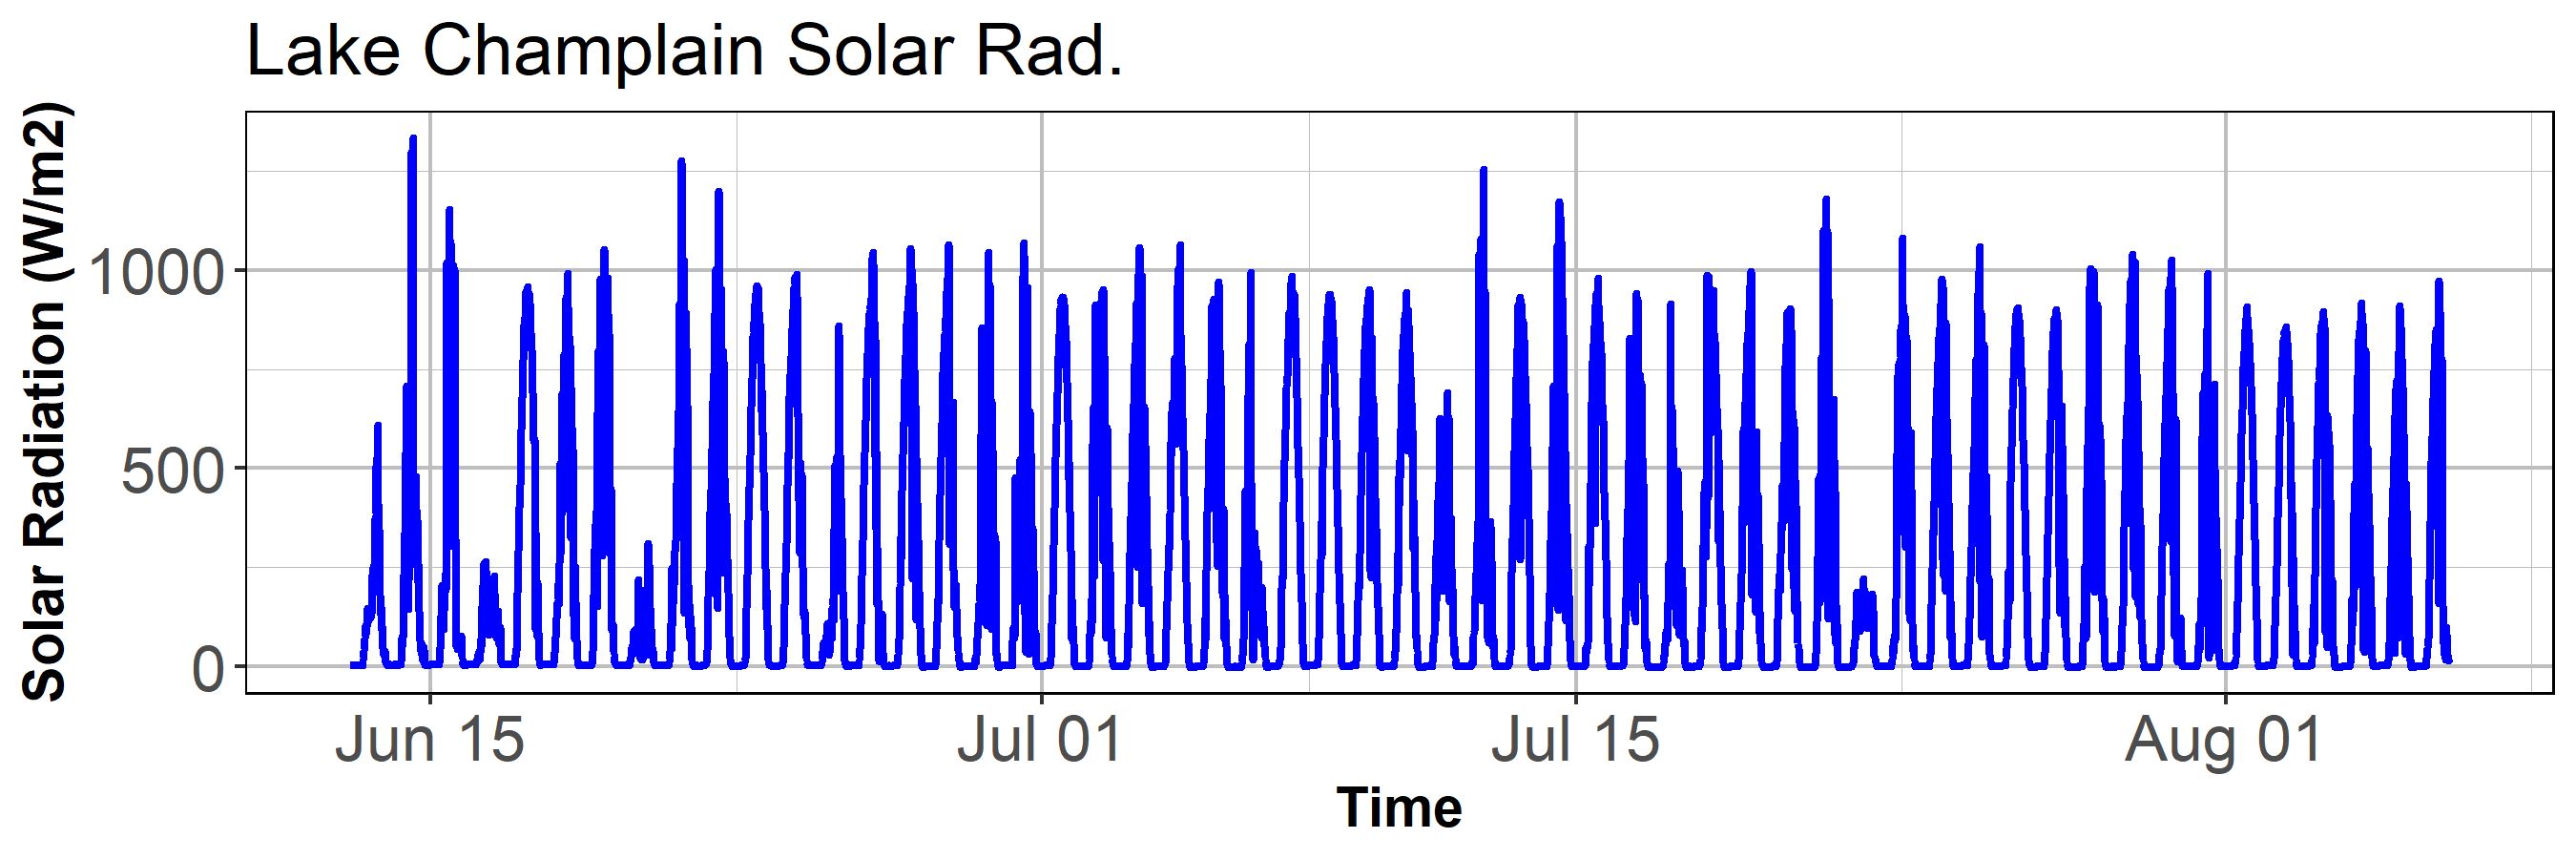 Lake Champlain Solar Rad.
Solar Radiation (W/m2)
1000
500
0
Jun 15
Jul 01
Jul 15
Aug 01
Time